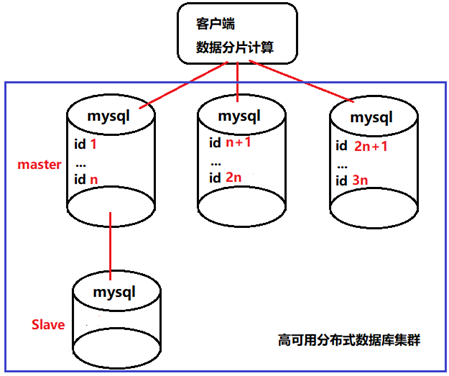 客户端
数据分片计算
mysql
id 1
...
id n
master
mysql
id n+1
...
id 2n
mysql
id 2n+1
...
id 3n
mysql
Slave
高可用分布式数据库集群